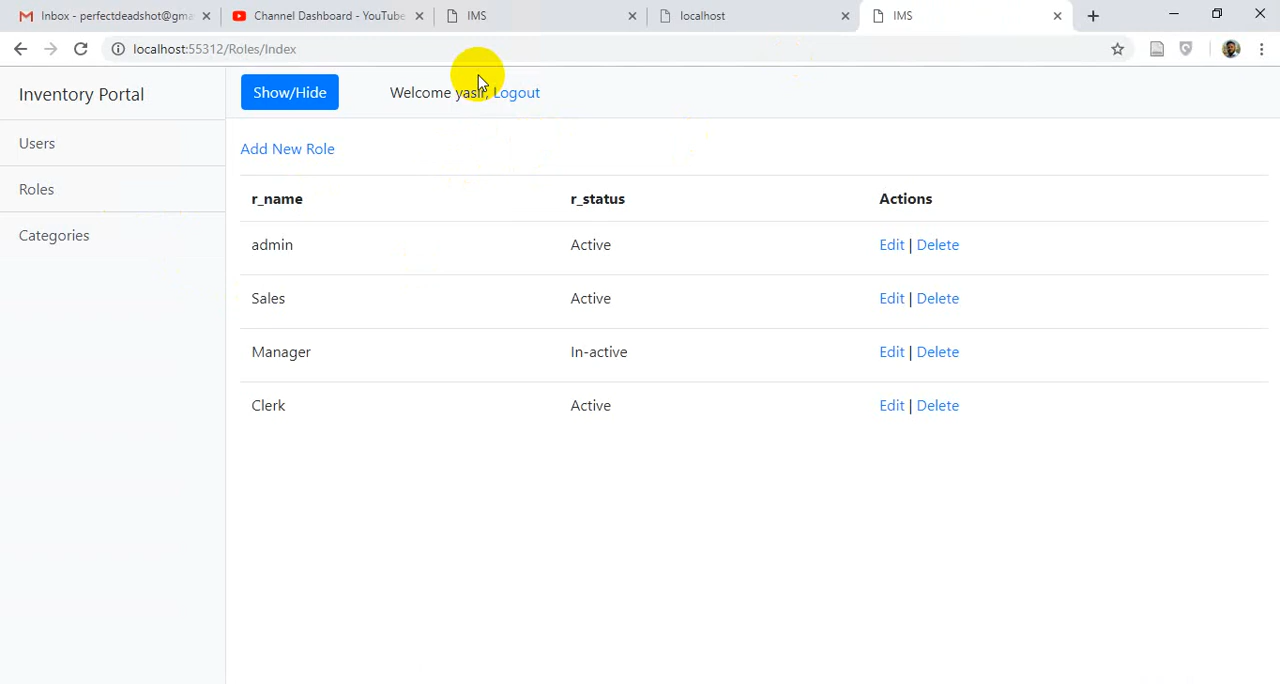 Inbox - perfectdeadshot@gma
Channel Dashboard - YouTube
IMS
localhost
IMS
localhost:55312/Roles/Index
Inventory Portal
Show/Hide
Welcome yasir, Logout
Users
Roles
Categories
Add New Role
r_name r_status Actions
admin Active Edit | Delete
Sales Active Edit | Delete
Manager In-active Edit | Delete
Clerk Active Edit | Delete